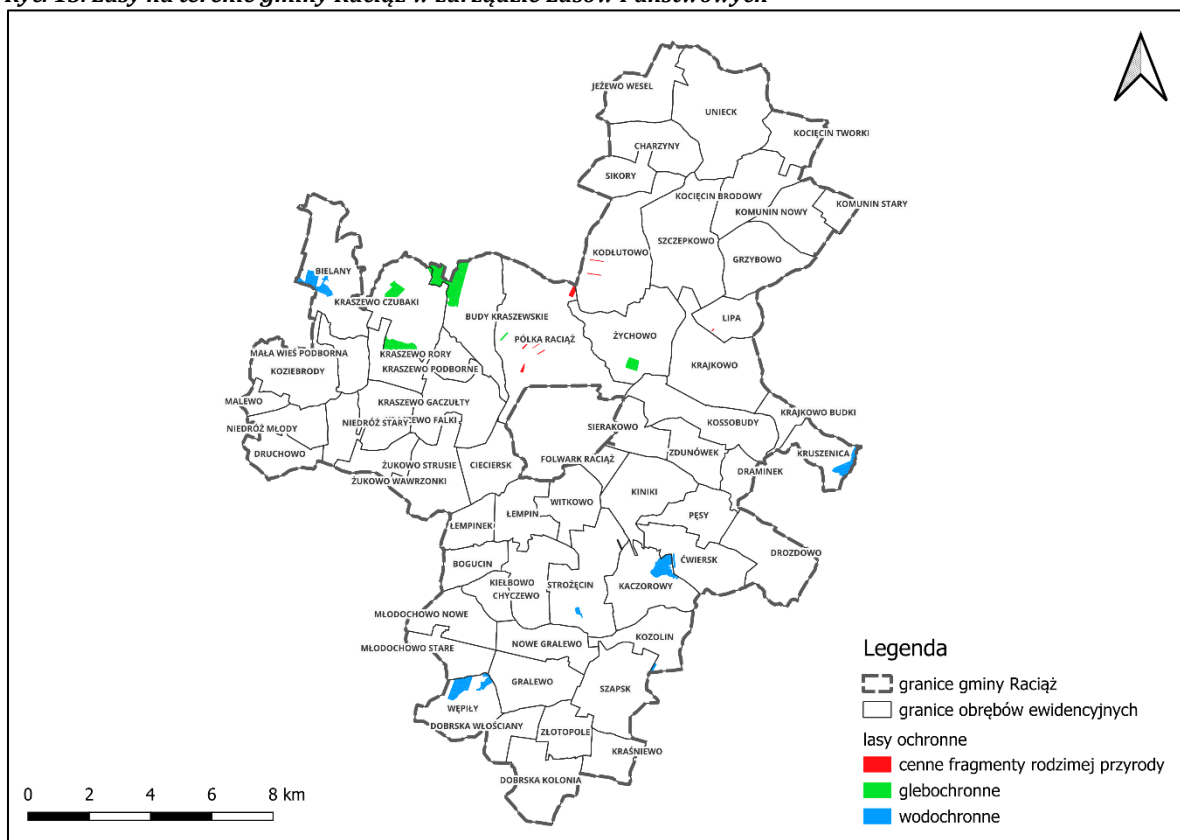 Ryc. 13. Lasy na terenie gminy Raciąż w zarządzie Lasów Państwowych
JEŻEWO WESEL
UNIECK
KOCIĘCIN TWORKI
CHARZYNY
SIKORY
KOCIĘCIN BRODOWY
KOMUNIN STARY
KOMUNIN NOWY
SZCZEPKOWO
KODŁUTOWO
GRZYBOWO
BIELANY
KRASZEWO CZUBAKI
BUDY KRASZEWSKIE
LIPA
PÓLKA RACIĄŻ
ŻYCHOWO
MAŁA WIEŚ PODBORNA
KRASZEWO RORY
KOZIEBRODY
KRASZEWO PODBORNE
KRAJKOWO
MALEWO
KRASZEWO GACZUŁTY
KRAJKOWO BUDKI
NIEDRÓŻ STARY
EWO FALKI
KOSSOBUDY
NIEDRÓŻ MŁODY
SIERAKOWO
DRUCHOWO
ZDUNÓWEK
KRUSZENICA
ŻUKOWO STRUSIE
CIECIERSK
FOLWARK RACIĄŻ
DRAMINEK
ŻUKOWO WAWRZONKI
KINIKI
WITKOWO
ŁEMPIN
PĘSY
ŁEMPINEK
DROZDOWO
BOGUCIN
ĆWIERSK
KIEŁBOWO
STROŻĘCIN
KACZOROWY
CHYCZEWO
MŁODOCHOWO NOWE
KOZOLIN
NOWE GRALEWO
MŁODOCHOWO STARE
GRALEWO
SZAPSK
WĘPIŁY
DOBRSKA WŁOŚCIANY
ZŁOTOPOLE
KRAŚNIEWO
DOBRSKA KOLONIA
Legenda
granice gminy Raciąż
granice obrębów ewidencyjnych
lasy ochronne
cenne fragmenty rodzimej przyrody
glebochronne
wodochronne
0 2 4 6 8 km